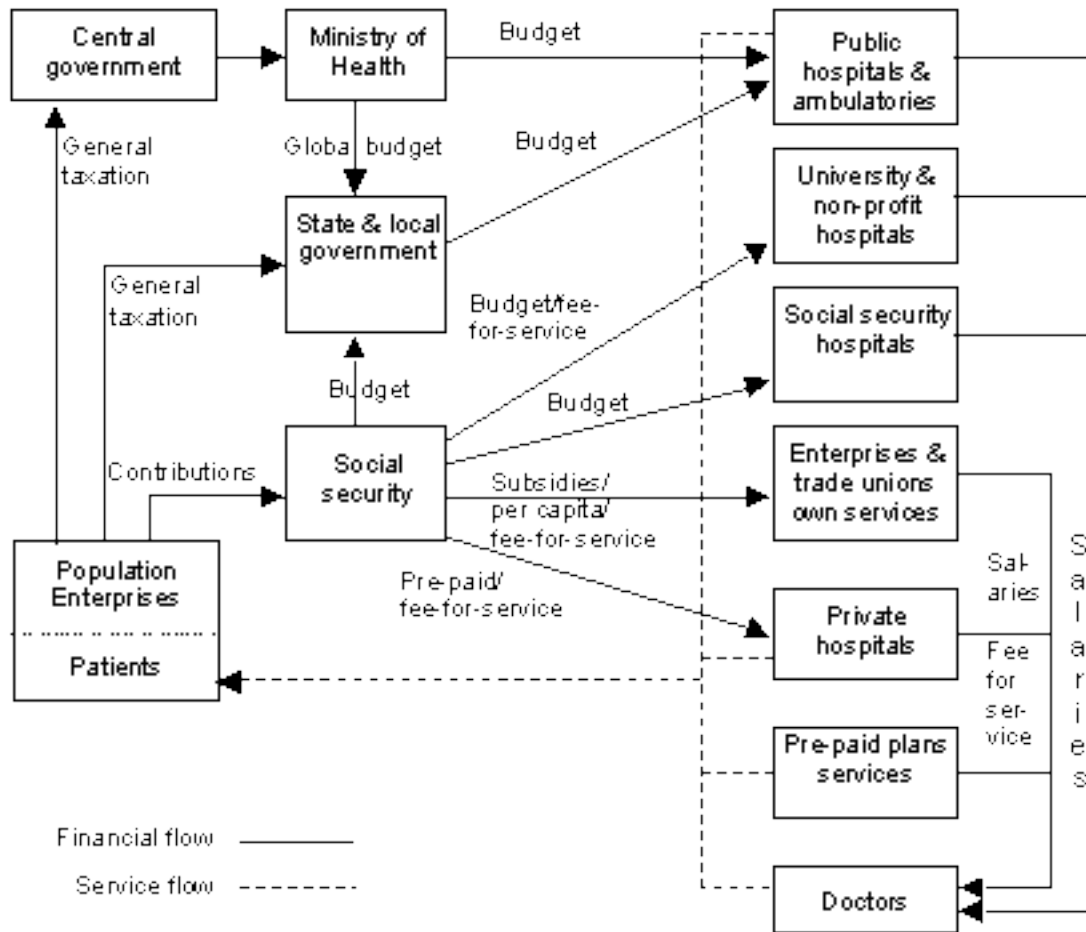 Central
government
Ministry of
Health
Budget
Public
hospitals &
ambulatories
General
taxation
Global budget
Budget
University &
non-profit
hospitals
State & local
government
General
taxation
Budget/fee-
for-service
Social security
hospitals
Budget
Budget
Contributions
Social
security
Subsidies/
per capita/
fee-for-service
Enterprises &
trade unions
own services
Population
Enterprises
Patients
Pre-paid/
fee-for-service
Private
hospitals
Sal-
aries
Fee
for
ser-
vice
Salaries
Pre-paid plans
services
Financial flow
Service flow
Doctors